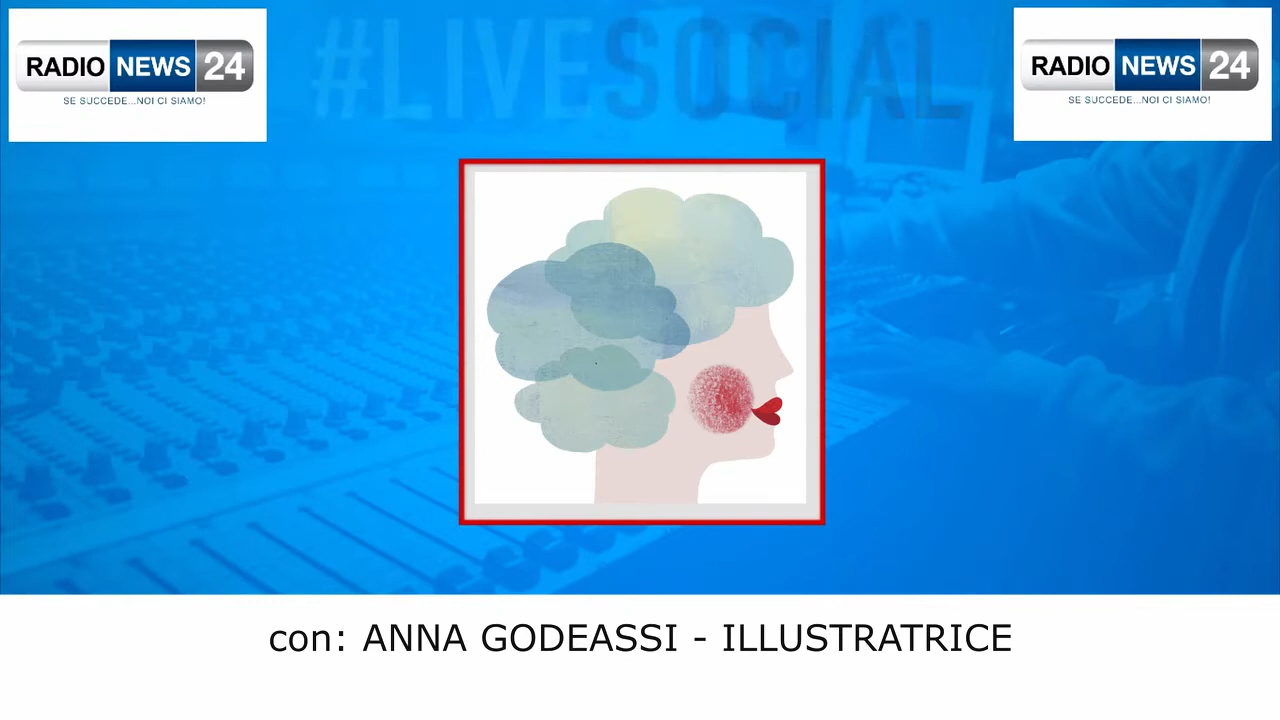 #LIVESOCIAL
RADIO NEWS 24
SE SUCCEDE...NOI CI SIAMO!
RADIO NEWS 24
SE SUCCEDE...NOI CI SIAMO!
con: ANNA GODEASSI - ILLUSTRATRICE